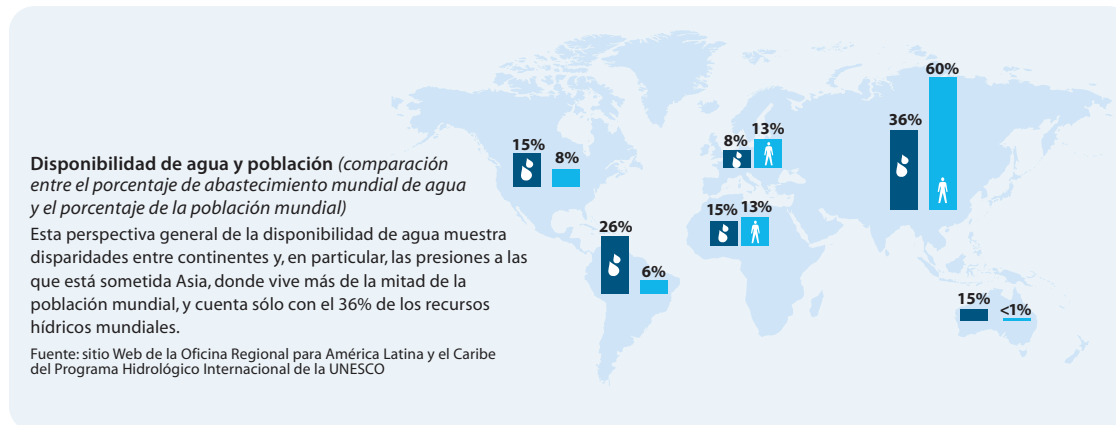 60%
36%
13%
8%
15%
8%
Disponibilidad de agua y población (comparación
entre el porcentaje de abastecimiento mundial de agua
y el porcentaje de la población mundial)
15% 13%
26%
6%
Esta perspectiva general de la disponibilidad de agua muestra
disparidades entre continentes y, en particular, las presiones a las
que está sometida Asia, donde vive más de la mitad de la
población mundial, y cuenta sólo con el 36% de los recursos
hídricos mundiales.
15%
<1%
Fuente: sitio Web de la Oficina Regional para América Latina y el Caribe
del Programa Hidrológico Internacional de la UNESCO